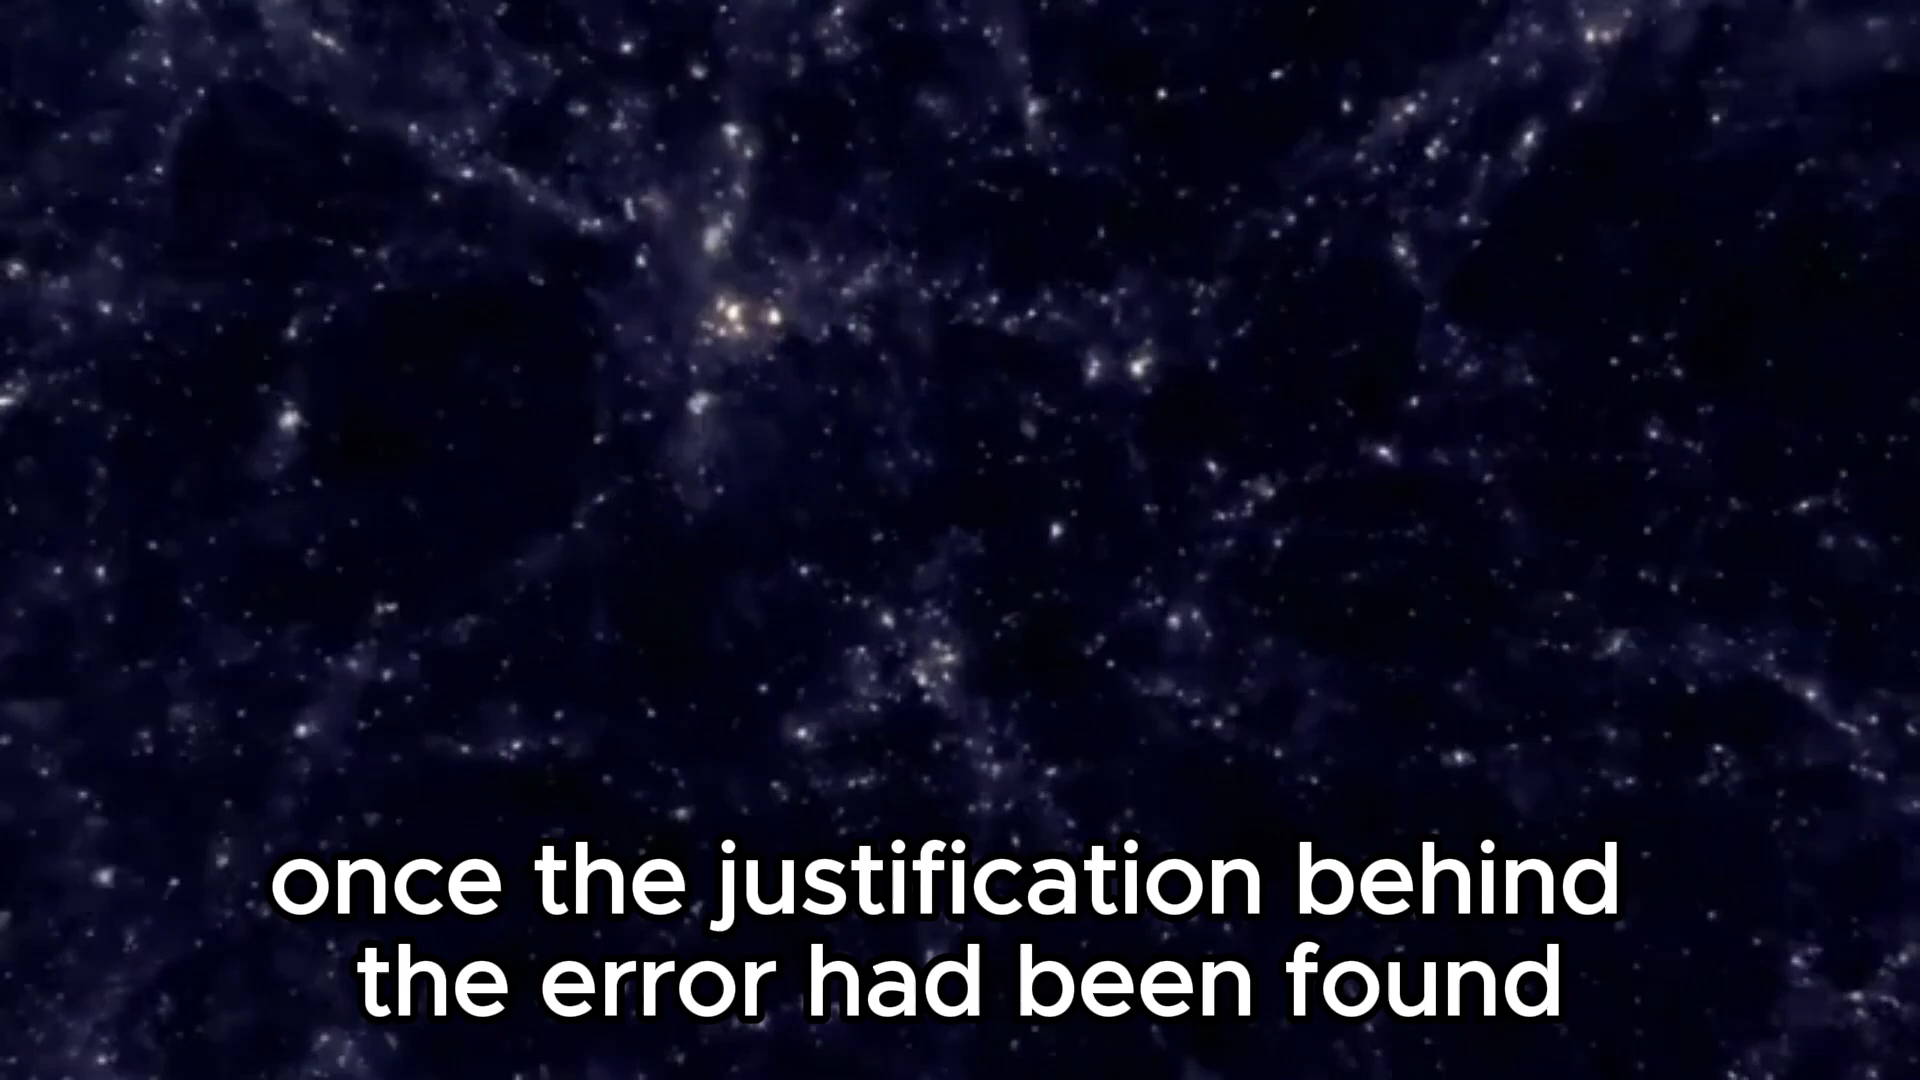 once the justification behind
the error had been found